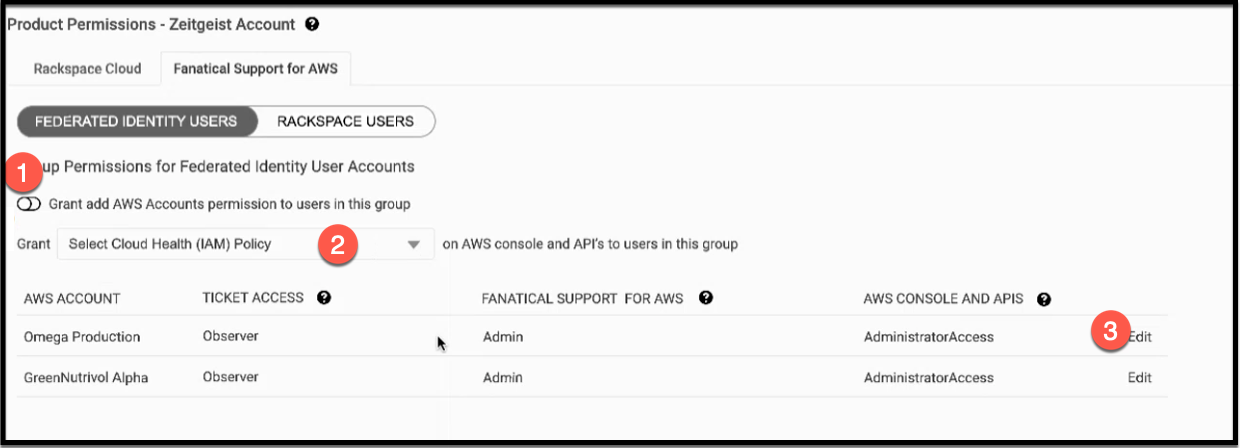 Product Permissions - Zeitgeist Account ?
Rackspace Cloud Fanatical Support for AWS
FEDERATED IDENTITY USERS RACKSPACE USERS
1 up Permissions for Federated Identity User Accounts
Grant add AWS Accounts permission to users in this group
Grant Select Cloud Health (IAM) Policy 2 on AWS console and API's to users in this group
AWS ACCOUNT TICKET ACCESS ? FANATICAL SUPPORT FOR AWS ? AWS CONSOLE AND APIS ?
Omega Production Observer Admin AdministratorAccess 3 Edit
GreenNutrivol Alpha Observer Admin AdministratorAccess Edit